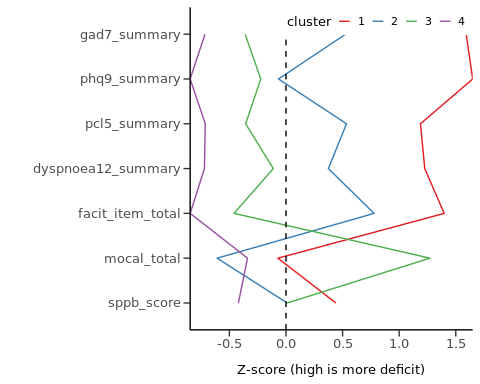 cluster 1 2 3 4
gad7_summary
phq9_summary
pcl5_summary
dyspnoea12_summary
facit_item_total
mocal_total
sppb_score
-0.5 0.0 0.5 1.0 1.5
Z-score (high is more deficit)